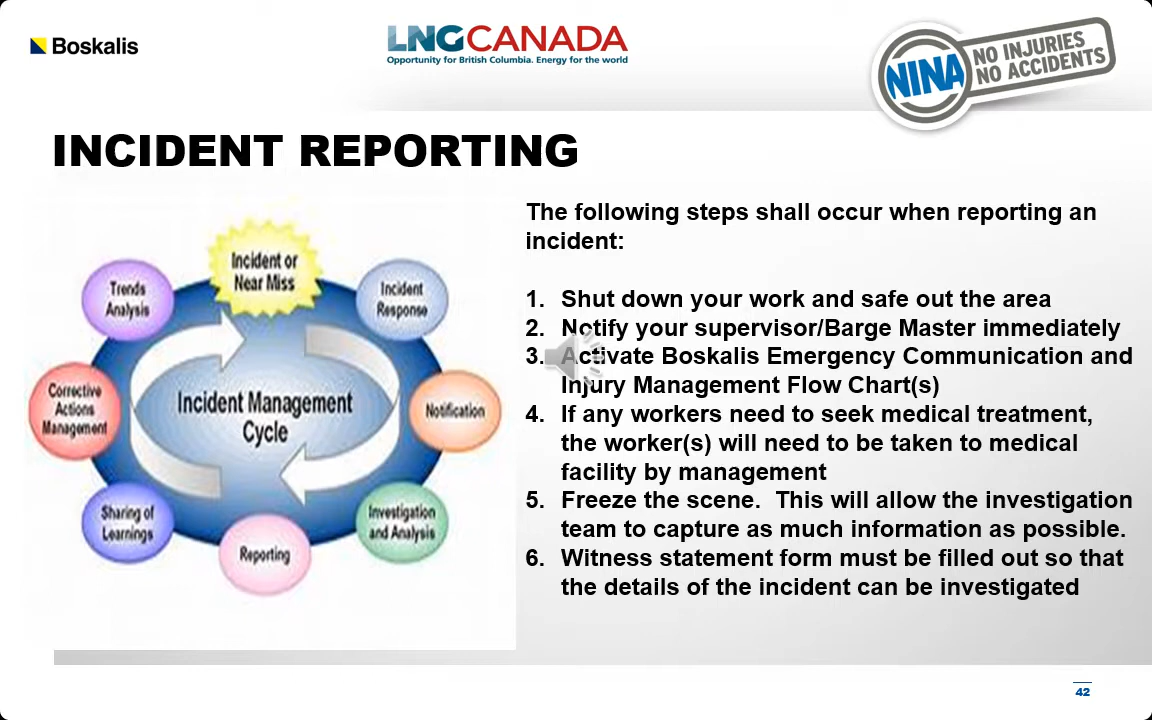 Boskalis
LNGCANADA
Opportunity for British Columbia. Energy for the world
NINA
NO INJURIES
NO ACCIDENTS
INCIDENT REPORTING
Incident or
Near Miss
Incident
Response
Notification
Investigation
and Analysis
Reporting
Sharing of
Learnings
Corrective
Actions
Management
Trends
Analysis
Incident Management
Cycle
The following steps shall occur when reporting an
incident:
1. Shut down your work and safe out the area
2. Notify your supervisor/Barge Master immediately
3. Activate Boskalis Emergency Communication and
Injury Management Flow Chart(s)
4. If any workers need to seek medical treatment,
the worker(s) will need to be taken to medical
facility by management
5. Freeze the scene. This will allow the investigation
team to capture as much information as possible.
6. Witness statement form must be filled out so that
the details of the incident can be investigated
42